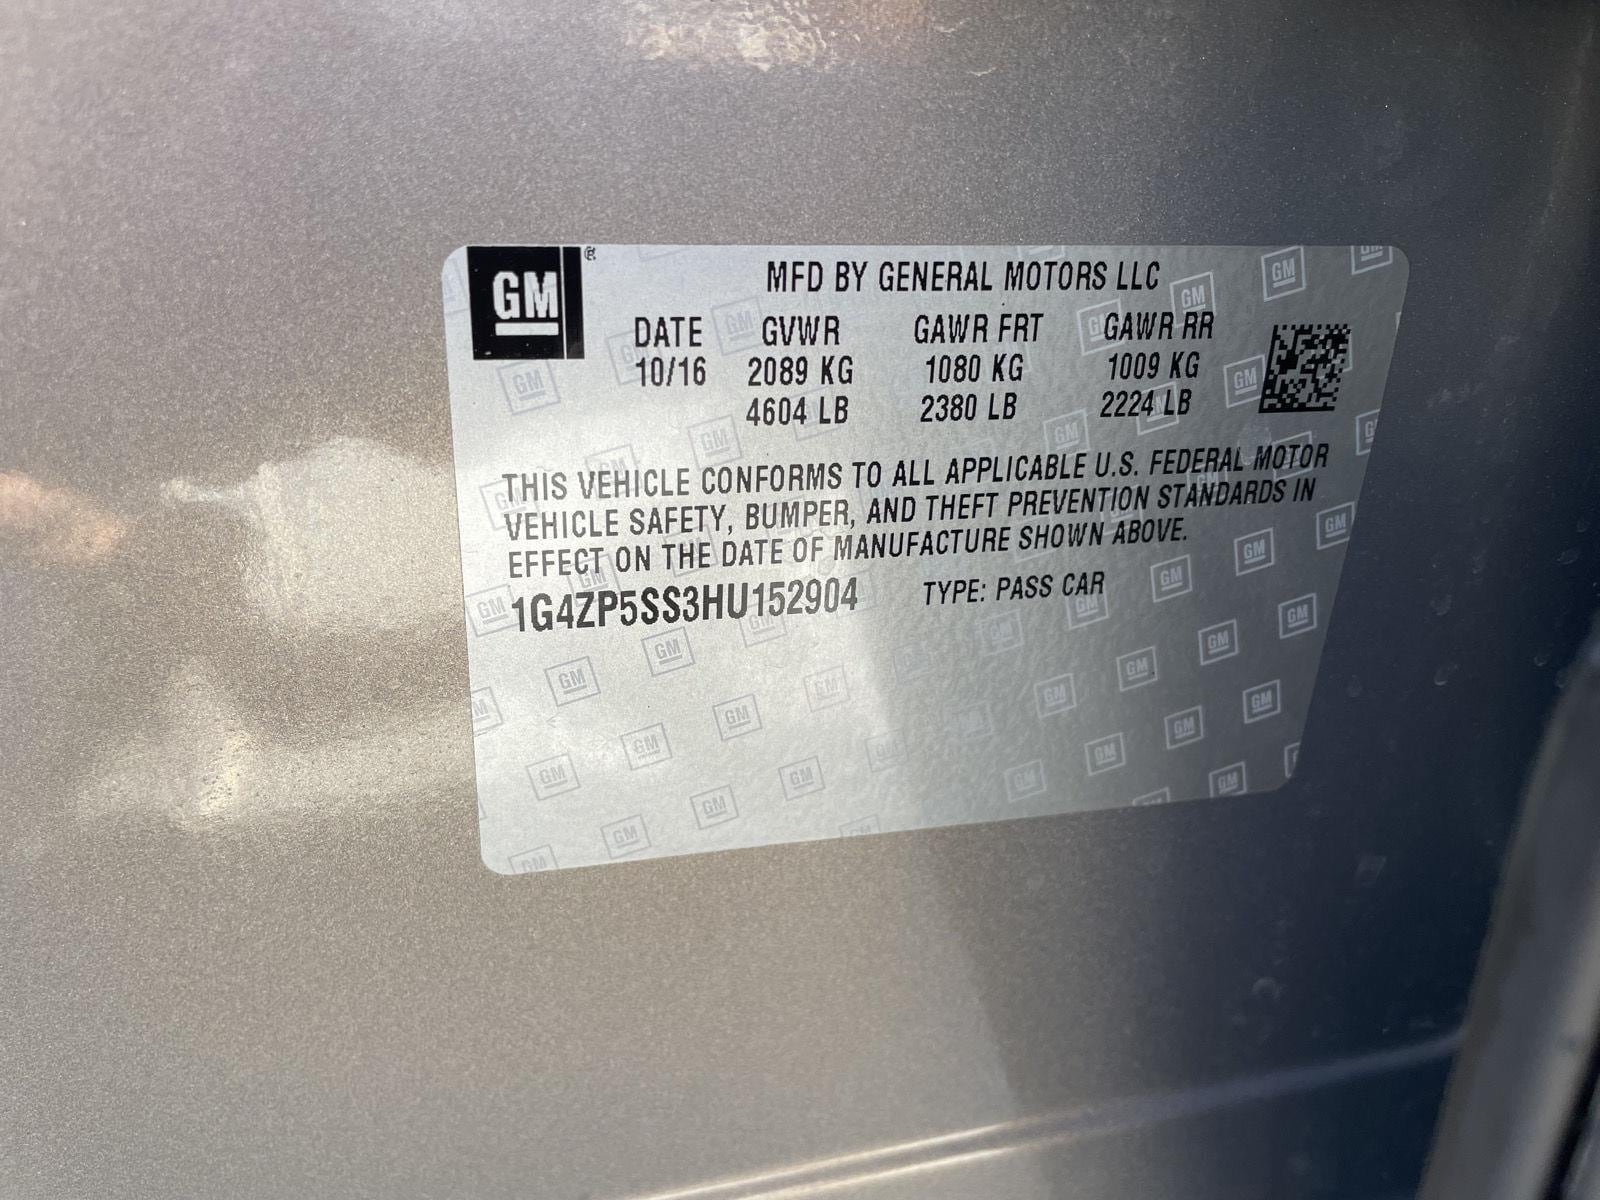 GM ®
MFD BY GENERAL MOTORS LLC
DATE GVWR GAWR FRT GAWR RR
10/16 2089 KG 1080 KG 1009 KG
4604 LB 2380 LB 2224 LB
THIS VEHICLE CONFORMS TO ALL APPLICABLE U.S. FEDERAL MOTOR
VEHICLE SAFETY, BUMPER, AND THEFT PREVENTION STANDARDS IN
EFFECT ON THE DATE OF MANUFACTURE SHOWN ABOVE.
1G4ZP5SS3HU152904 TYPE: PASS CAR